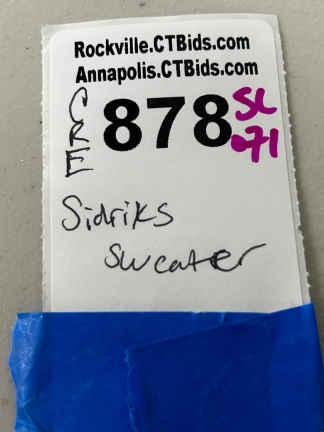 Rockville.CTBids.com
Annapolis.CTBids.com
CRE 878 SL
071
Sidriks
sweater